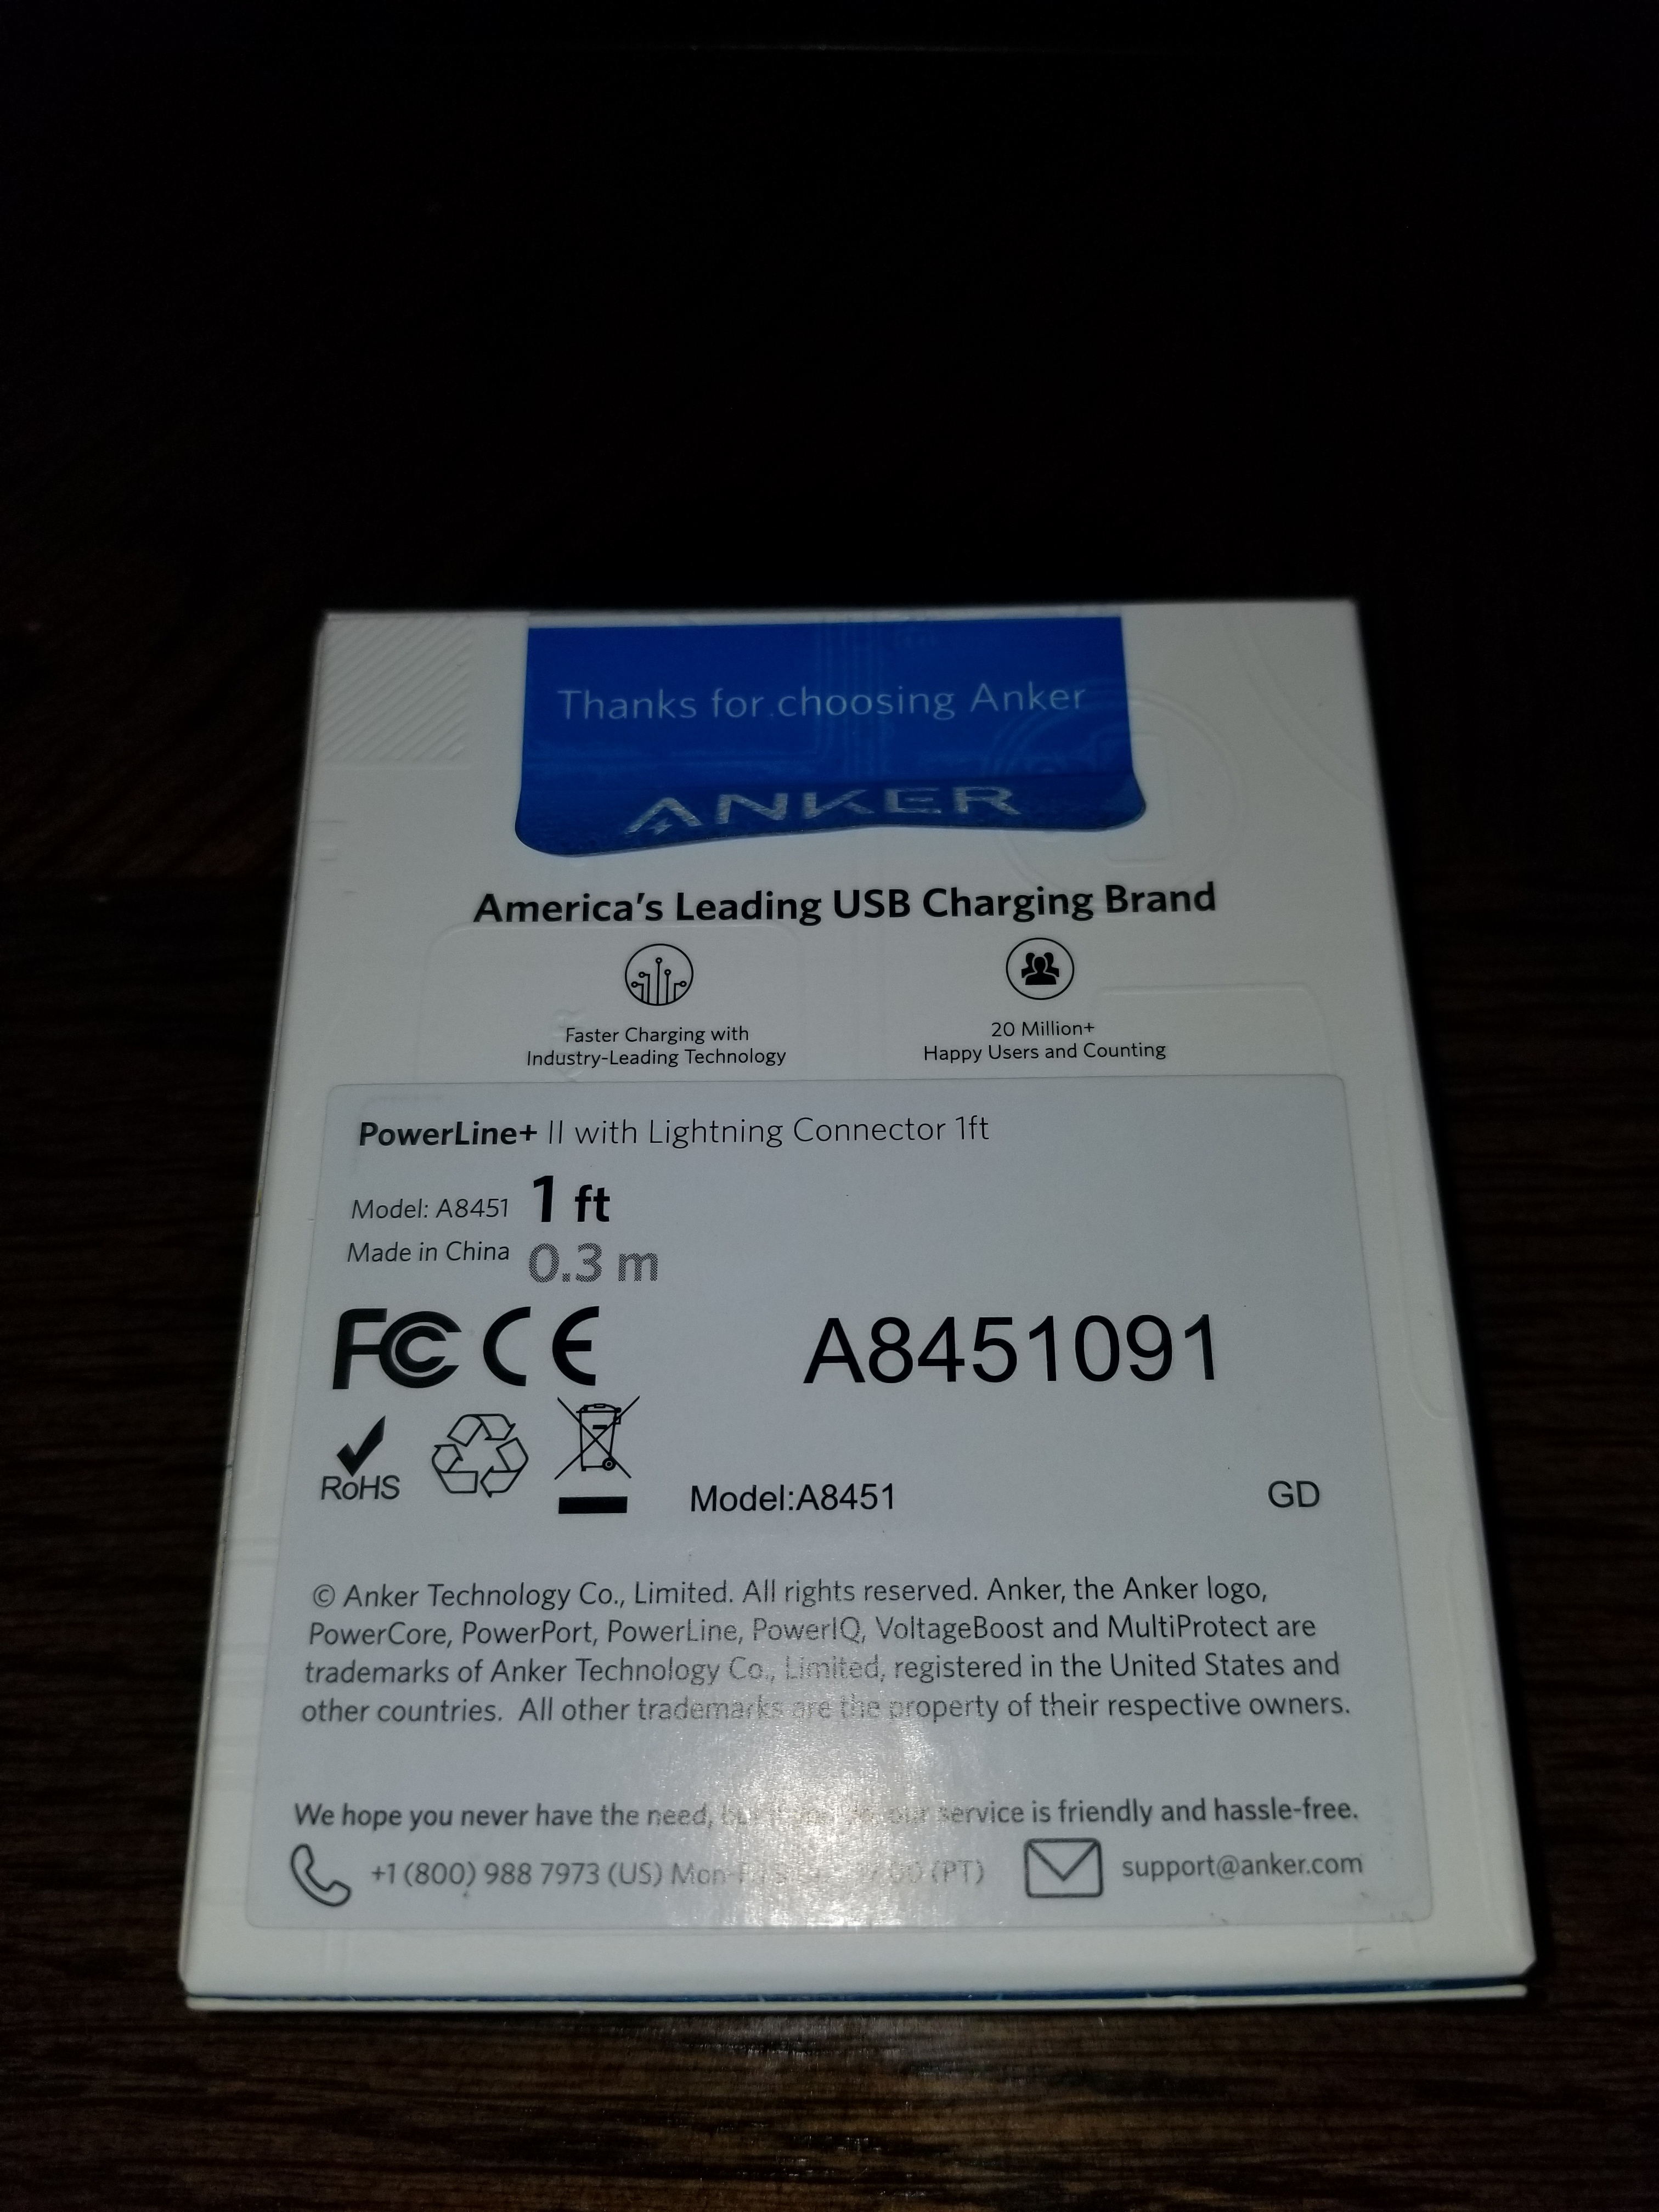 Thanks for choosing Anker
ANKER
America's Leading USB Charging Brand
Faster Charging with
Industry-Leading Technology
20 Million+
Happy Users and Counting
PowerLine+ II with Lightning Connector 1ft
Model: A8451 1 ft
Made in China 0.3 m
FC CE
A8451091
RoHS
Model:A8451
GD
© Anker Technology Co., Limited. All rights reserved. Anker, the Anker logo,
PowerCore, PowerPort, PowerLine, PowerIQ, VoltageBoost and MultiProtect are
trademarks of Anker Technology Co., Limited, registered in the United States and
other countries. All other trademarks are the property of their respective owners.
We hope you never have the need, our service is friendly and hassle-free.
+1 (800) 988 7973 (US) (PT)
support@anker.com